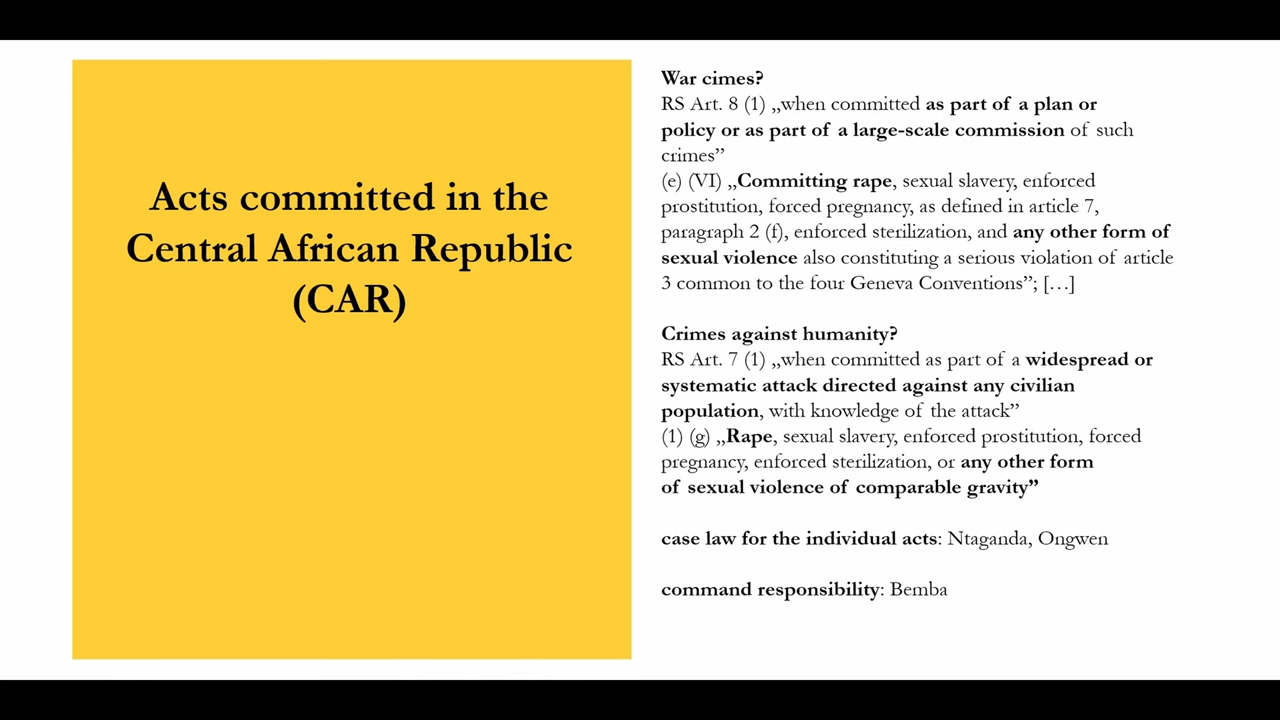 Acts committed in the
Central African Republic
(CAR)
War cimes?
RS Art. 8 (1) „when committed as part of a plan or
policy or as part of a large-scale commission of such
crimes”
(e) (VI) „Committing rape, sexual slavery, enforced
prostitution, forced pregnancy, as defined in article 7,
paragraph 2 (f), enforced sterilization, and any other form of
sexual violence also constituting a serious violation of article
3 common to the four Geneva Conventions”; […]
Crimes against humanity?
RS Art. 7 (1) „when committed as part of a widespread or
systematic attack directed against any civilian
population, with knowledge of the attack”
(1) (g) „Rape, sexual slavery, enforced prostitution, forced
pregnancy, enforced sterilization, or any other form
of sexual violence of comparable gravity”
case law for the individual acts: Ntaganda, Ongwen
command responsibility: Bemba